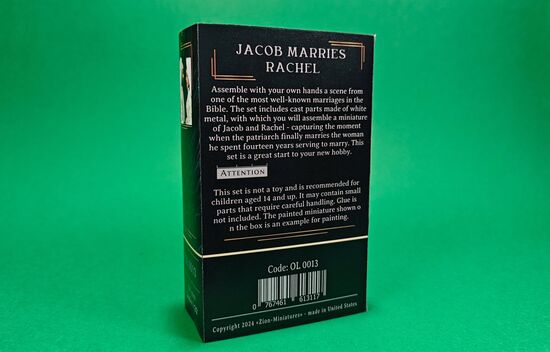 JACOB MARRIES
RACHEL
Assemble with your own hands a scene from
one of the most well-known marriages in the
Bible. The set includes cast parts made of white
metal, with which you will assemble a miniature
of Jacob and Rachel - capturing the moment
when the patriarch finally marries the woman
he spent fourteen years serving to marry. This
set is a great start to your new hobby.
ATTENTION
This set is not a toy and is recommended for
children aged 14 and up. It may contain small
parts that require careful handling. Glue is
not included. The painted miniature shown o
n the box is an example for painting.
Code: OL 0013
0 767461 613117
Copyright 2024 «Zion-Miniatures» - made in United States